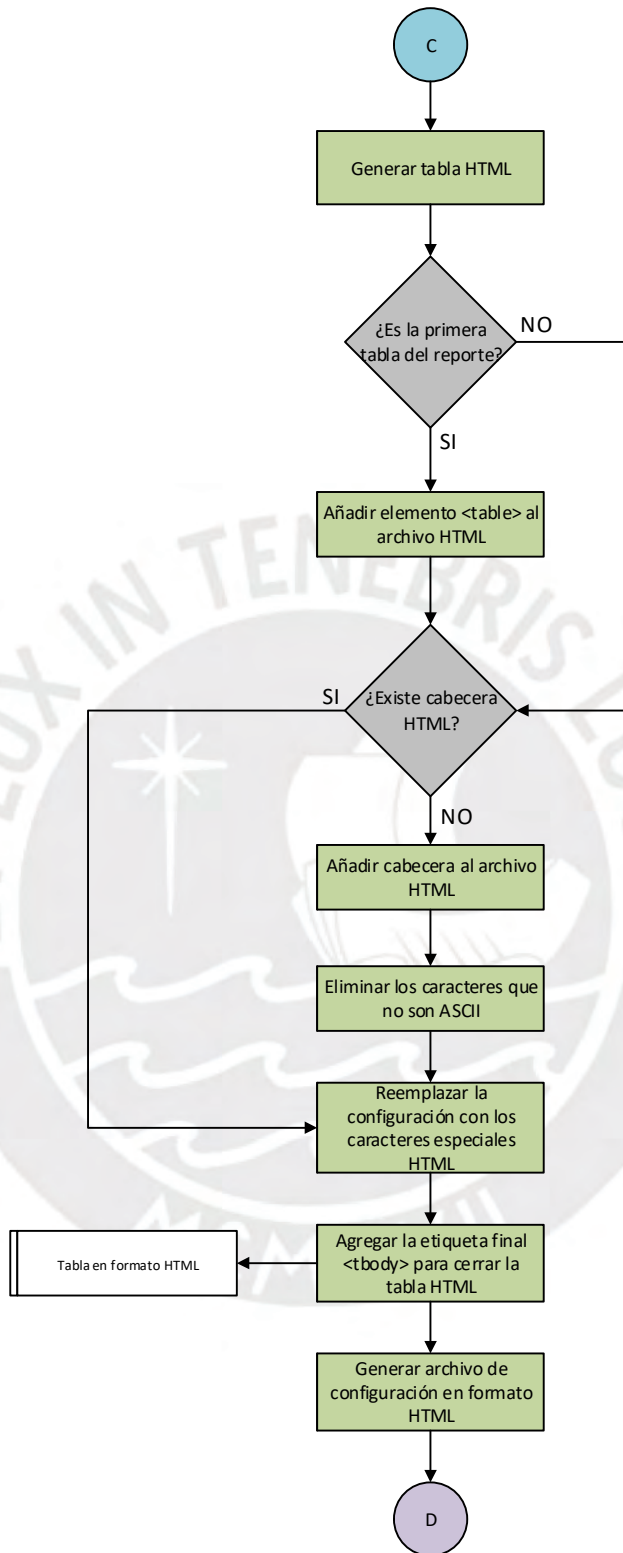 C
Generar tabla HTML
¿Es la primera
tabla del reporte?
NO
SI
Añadir elemento <table> al
archivo HTML
SI
¿Existe cabecera
HTML?
NO
Añadir cabecera al archivo
HTML
Eliminar los caracteres que
no son ASCII
Reemplazar la
configuración con los
caracteres especiales
HTML
Tabla en formato HTML
Agregar la etiqueta final
<tbody> para cerrar la
tabla HTML
Generar archivo de
configuración en formato
HTML
D
LUX IN TENEBRIS